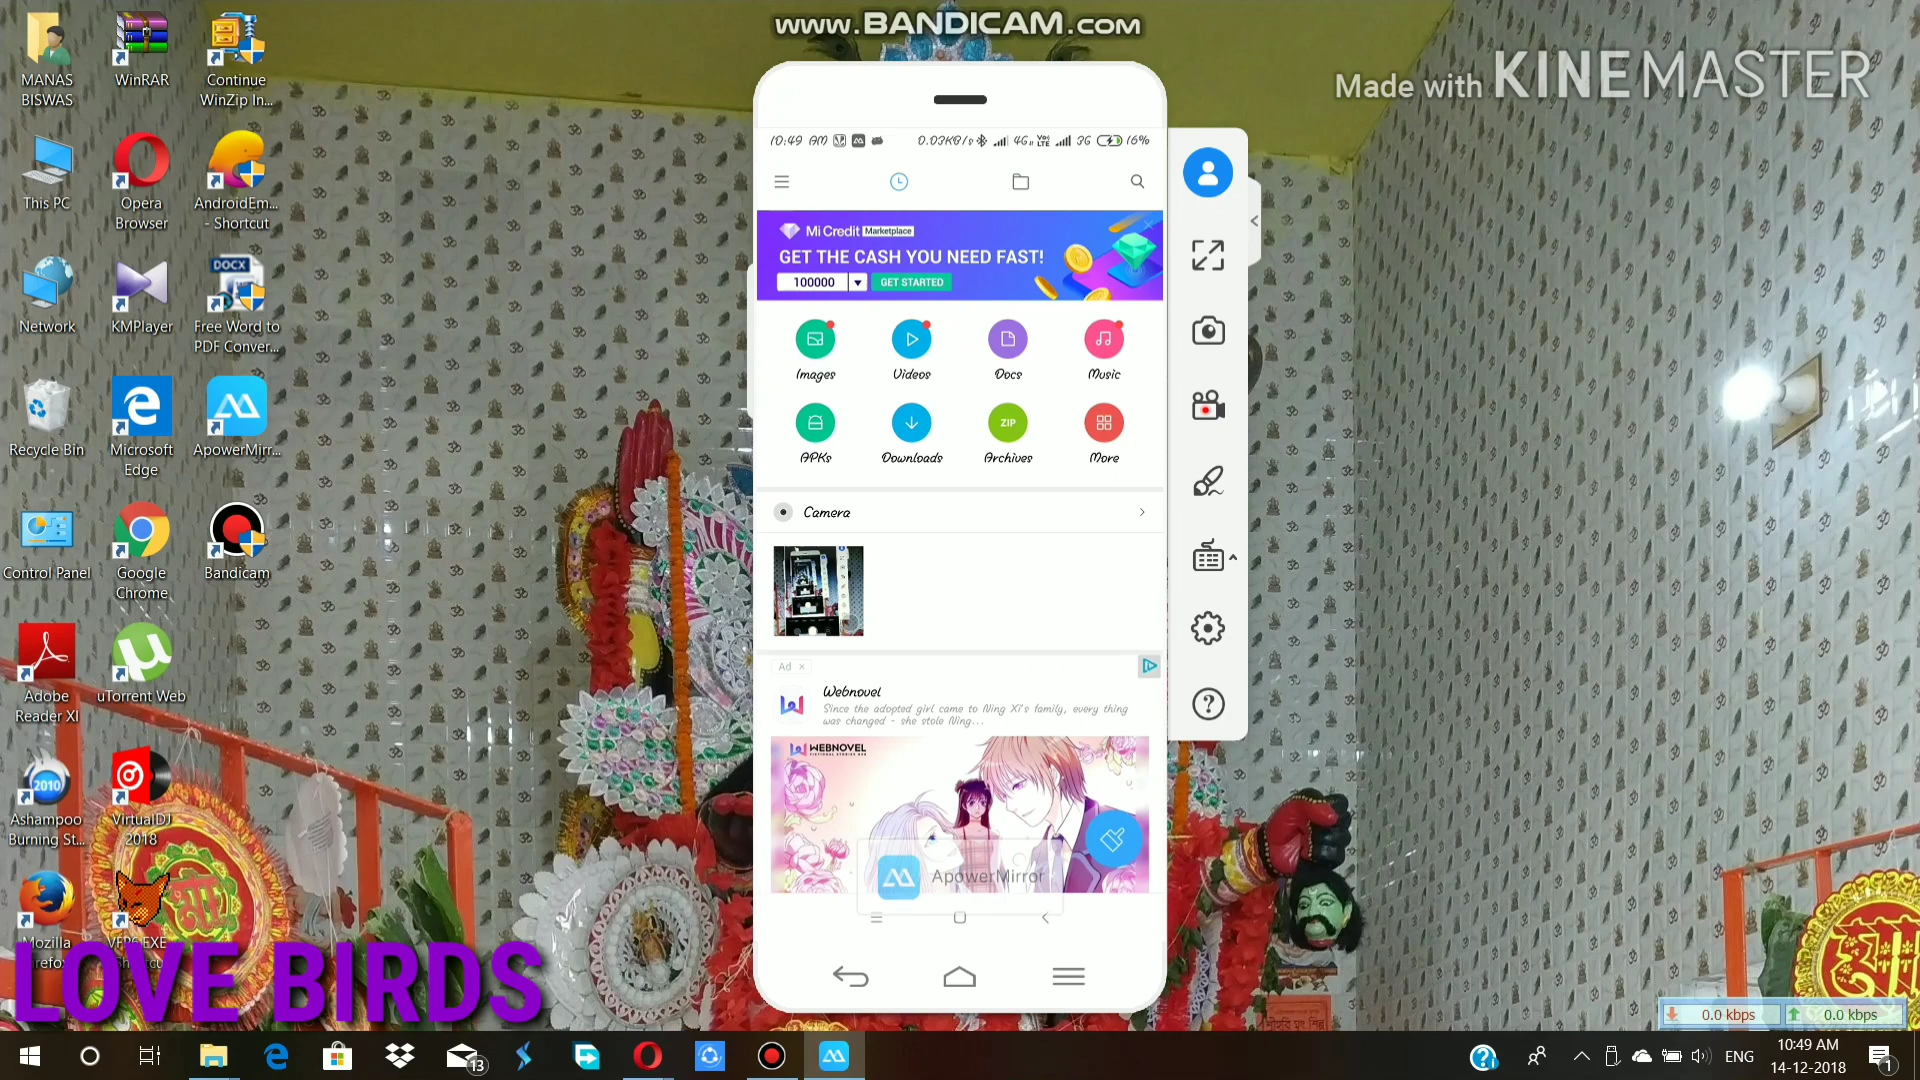 www.BANDICAM.com
Made with KINEMASTER
MANAS
BISWAS
WinRAR
Continue
WinZip In...
This PC
Opera
Browser
AndroidEm...
- Shortcut
Network
KMPlayer
DOCX
Free Word to
PDF Conver...
Recycle Bin
Microsoft
Edge
ApowerMirr...
Control Panel
Google
Chrome
Bandicam
Adobe
Reader XI
uTorrent Web
2010
Ashampoo
Burning St...
VirtualDJ
2018
Mozilla
LOVE BIRDS
10:49 AM
0.03KB/s 4G 3G 16%
Mi Credit Marketplace
GET THE CASH YOU NEED FAST!
100000 GET STARTED
Images
Videos
Docs
Music
ZIP
APKs
Downloads
Archives
More
Camera
Ad
Webnovel
Since the adopted girl came to Ning Xi's family, every thing
was changed - she stole Ning...
WEBNOVEL
ApowerMirror
মা
মা
0.0 kbps
0.0 kbps
13
ENG
10:49 AM
14-12-2018
1